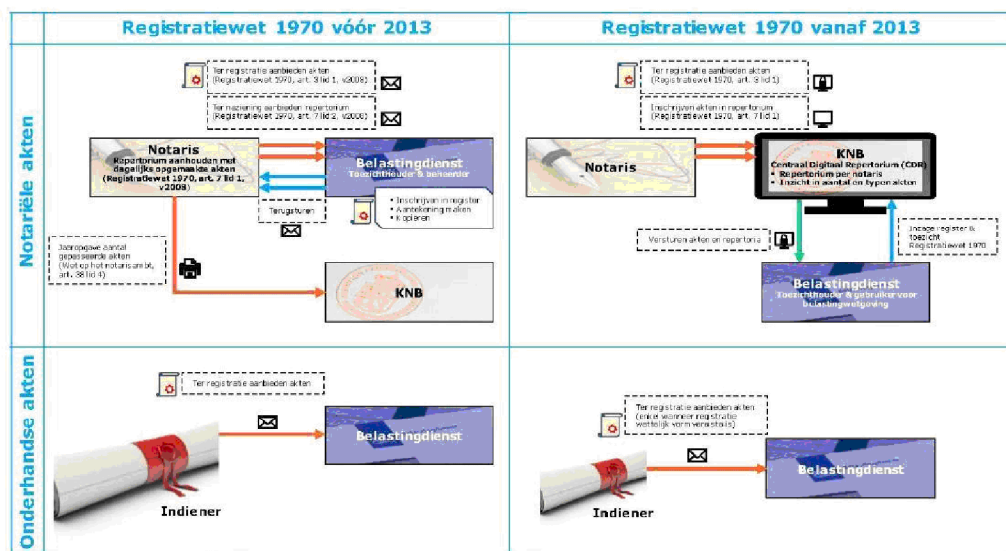 Registratiewet 1970 vóór 2013
Registratiewet 1970 vanaf 2013
Notariële akten
Ter registratie aanbieden akten
(Registratiewet 1970, art. 3 lid 1, v2008)
Ter naziening aanbieden repertorium
(Registratiewet 1970, art. 7 lid 2, v2008)
Notaris
Repertorium aanhouden met
dagelijks opgemaakte akten
(Registratiewet 1970, art. 7 lid 1,
v2008)
Belastingdienst
Toezichthouder & beheerder
• Inschrijven in register
• Aantekening maken
• Kopiëren
Terugsturen
Jaaropgave aantal
gepasseerde akten
(Wet op het notarisambt,
art. 38 lid 4)
KNB
Ter registratie aanbieden akten
(Registratiewet 1970, art. 3 lid 1)
Inschrijven akten in repertorium
(Registratiewet 1970, art. 7 lid 1)
Notaris
KNB
Centraal Digitaal Repertorium (CDR)
• Repertorium per notaris
• Inzicht in aantal en typen akten
Versturen akten en repertoria
Inzage register &
toezicht
Registratiewet 1970
Belastingdienst
Toezichthouder & gebruiker voor
belastingwetgeving
Onderhandse akten
Ter registratie aanbieden akten
Belastingdienst
Indiener
Ter registratie aanbieden akten
(enkel wanneer registratie
wettelijk vormvereiste is)
Belastingdienst
Indiener